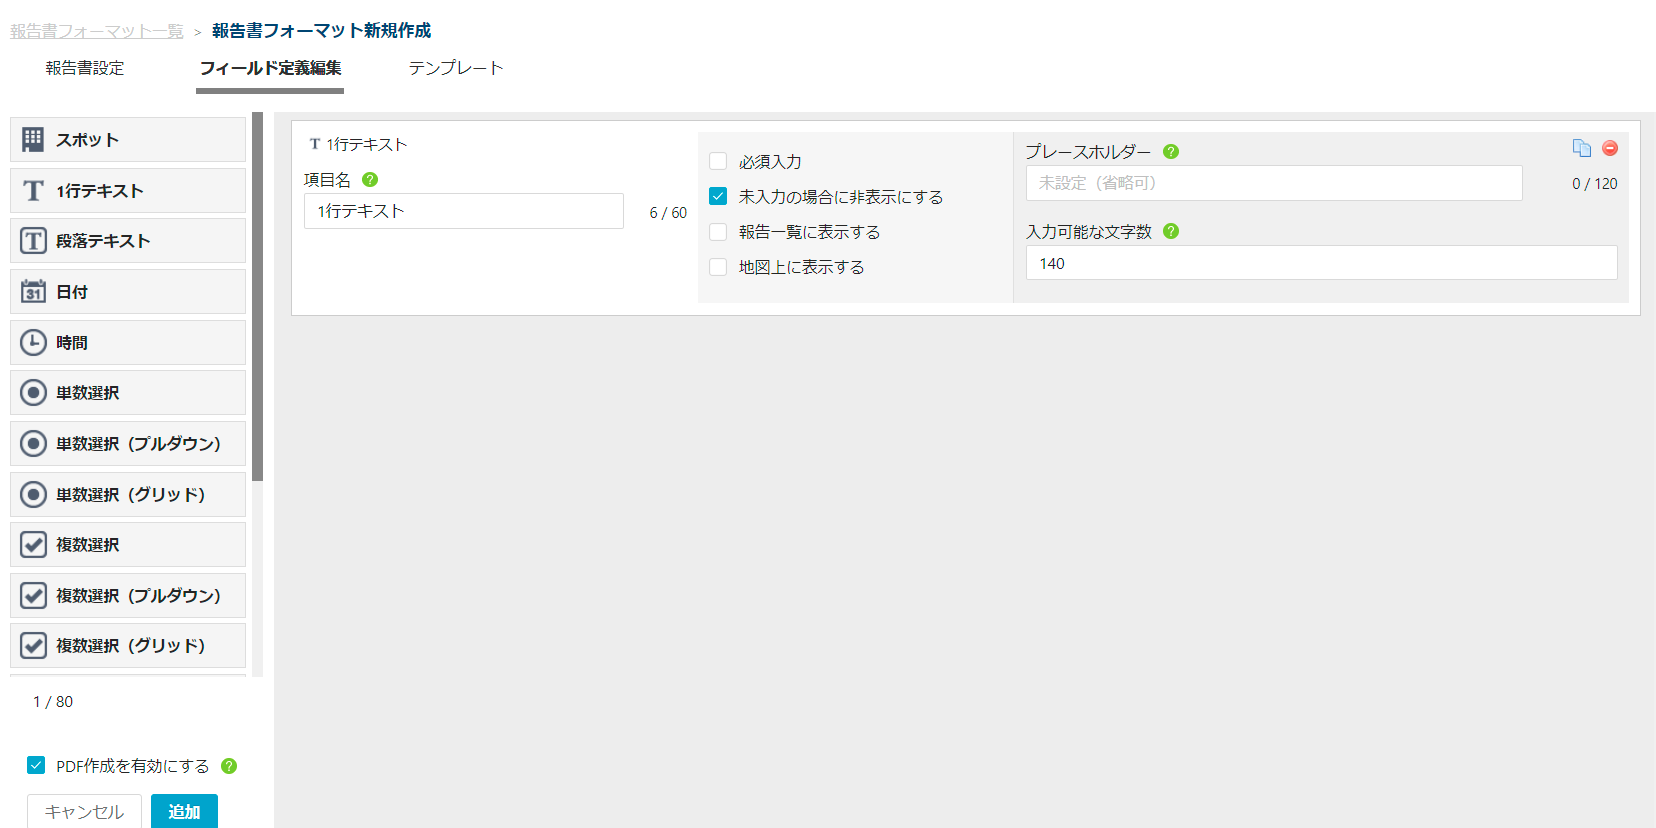 報告書フォーマット一覧 > 報告書フォーマット新規作成
報告書設定
フィールド定義編集
テンプレート
スポット
1行テキスト
段落テキスト
31 日付
時間
単数選択
単数選択（プルダウン）
単数選択（グリッド）
複数選択
複数選択（プルダウン）
複数選択（グリッド）
1 / 80
PDF作成を有効にする ?
キャンセル
追加
T 1行テキスト
項目名 ?
1行テキスト
6 / 60
必須入力
未入力の場合に非表示にする
報告一覧に表示する
地図上に表示する
プレースホルダー ?
未設定（省略可）
0 / 120
入力可能な文字数 ?
140